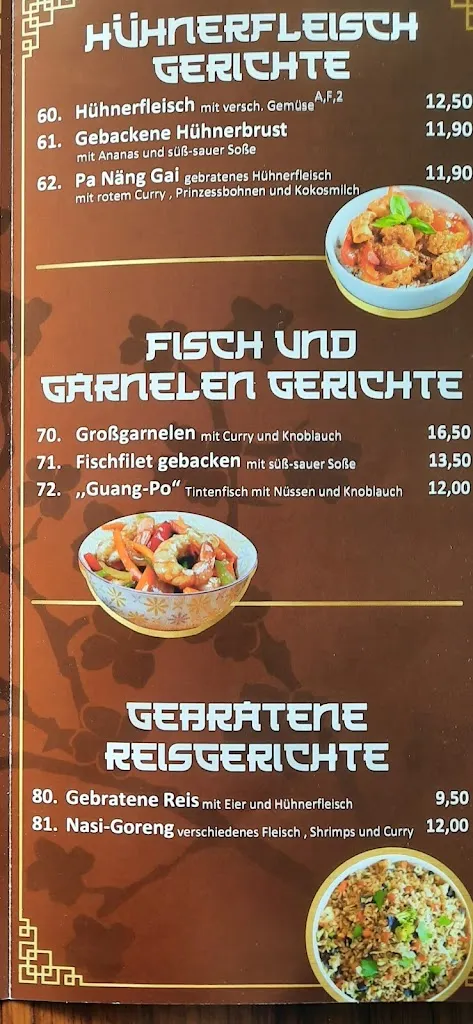 HÜHNERFLEISCH
GERICHTE
60. Hühnerfleisch mit versch. Gemüse A,F,2 12,50
61. Gebackene Hühnerbrust 11,90
mit Ananas und süß-sauer Soße
62. Pa Näng Gai gebratenes Hühnerfleisch 11,90
mit rotem Curry , Prinzessbohnen und Kokosmilch
FISCH UND
GARNELEN GERICHTE
70. Großgarnelen mit Curry und Knoblauch 16,50
71. Fischfilet gebacken mit süß-sauer Soße 13,50
72. ,,Guang-Po“ Tintenfisch mit Nüssen und Knoblauch 12,00
GEBRATENE
REISGERICHTE
80. Gebratene Reis mit Eier und Hühnerfleisch 9,50
81. Nasi-Goreng verschiedenes Fleisch , Shrimps und Curry 12,00